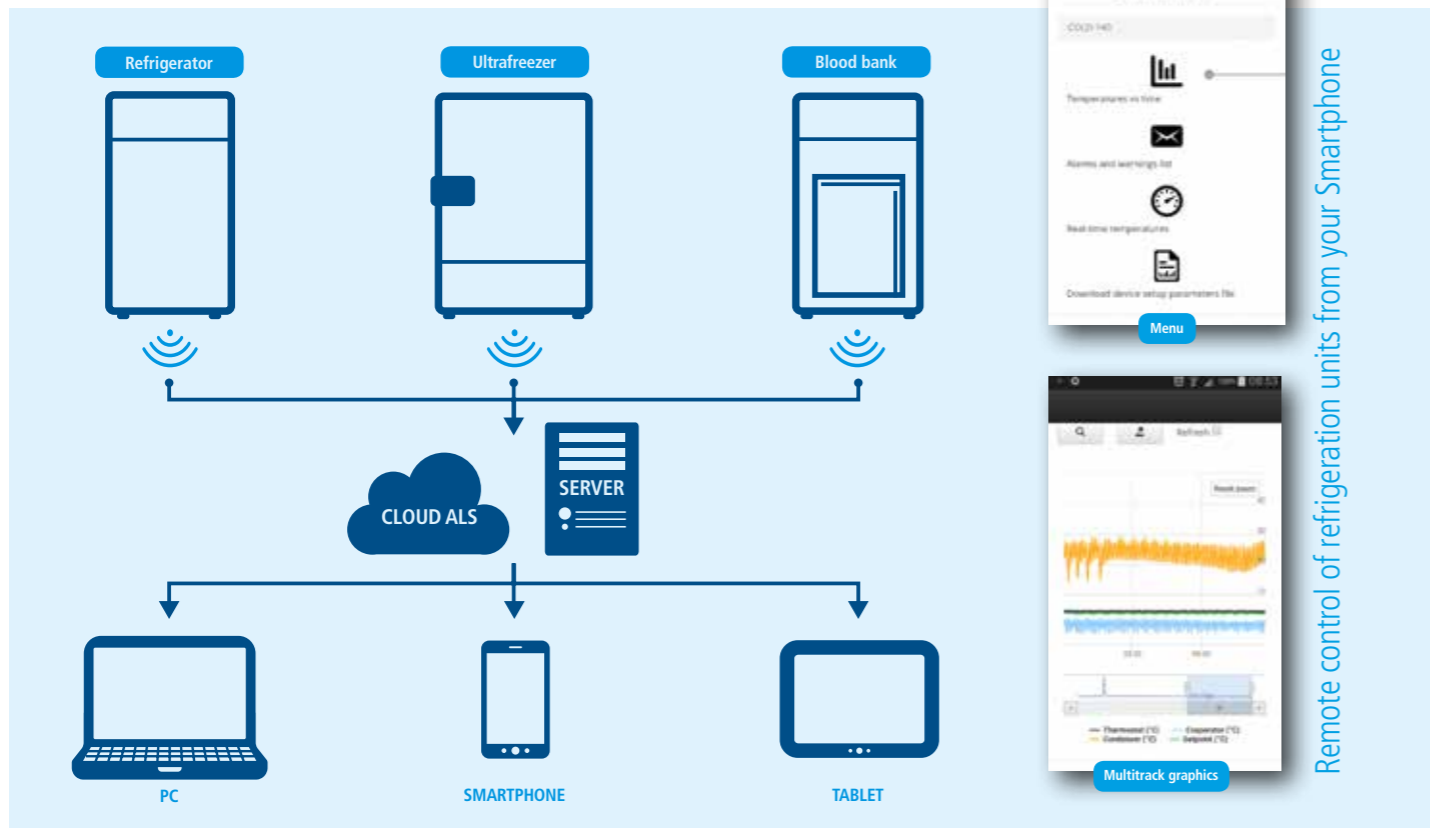 Refrigerator
Ultrafreezer
Blood bank
CLOUD ALS
SERVER
PC
SMARTPHONE
TABLET
Temperatures vs time
Alarms and warnings list
Real-time temperatures
Download device setup parameters file
Menu
08:53
Refresh
Reset zoom
Thermostat (°C)
Evaporator (°C)
Condenser (°C)
Setpoint (°C)
Multitrack graphics
Remote control of refrigeration units from your Smartphone